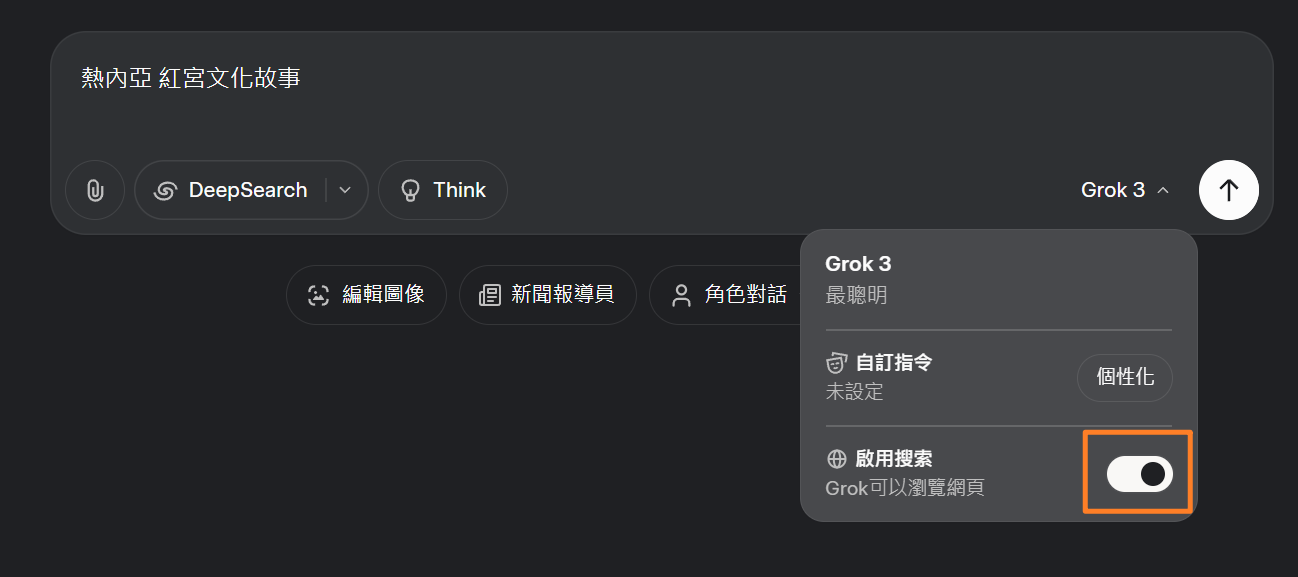 熱內亞 紅宮文化故事
DeepSearch
Think
Grok 3
編輯圖像
新聞報導員
角色對話
Grok 3
最聰明
自訂指令
未設定
個性化
啟用搜索
Grok可以瀏覽網頁